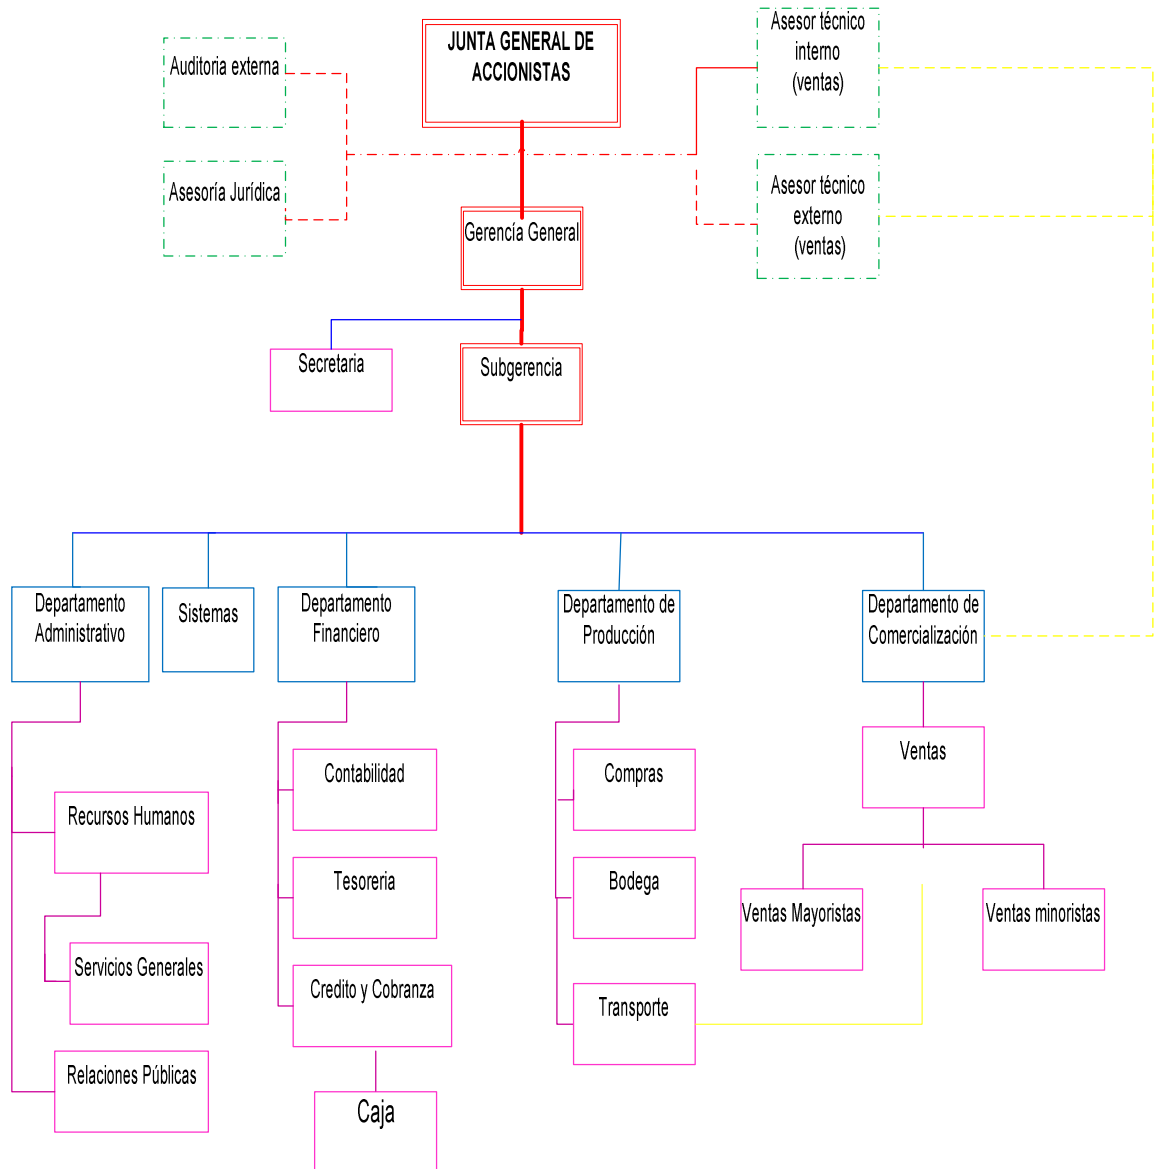 JUNTA GENERAL DE
ACCIONISTAS
Auditoria externa
Asesor técnico
interno
(ventas)
Asesoría Jurídica
Asesor técnico
externo
(ventas)
Gerencía General
Secretaria
Subgerencia
Departamento
Administrativo
Sistemas
Departamento
Financiero
Departamento de
Producción
Departamento de
Comercialización
Recursos Humanos
Servicios Generales
Relaciones Públicas
Contabilidad
Tesoreria
Credito y Cobranza
Caja
Compras
Bodega
Transporte
Ventas
Ventas Mayoristas
Ventas minoristas